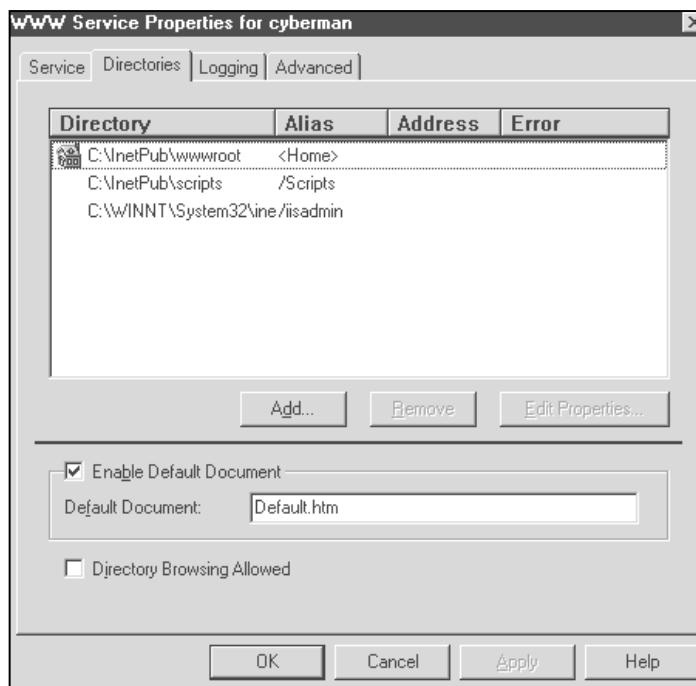 WWW Service Properties for cyberman
Service Directories Logging Advanced
Directory Alias Address Error
C:\InetPub\wwwroot <Home>
C:\InetPub\scripts /Scripts
C:\WINNT\System32\ine /iisadmin
Add... Remove Edit Properties...
Enable Default Document
Default Document: Default.htm
Directory Browsing Allowed
OK Cancel Apply Help